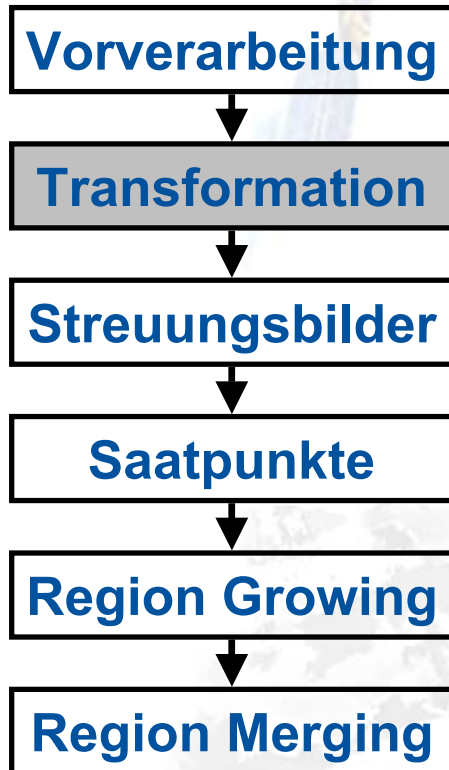 Vorverarbeitung
Transformation
Streuungsbilder
Saatpunkte
Region Growing
Region Merging